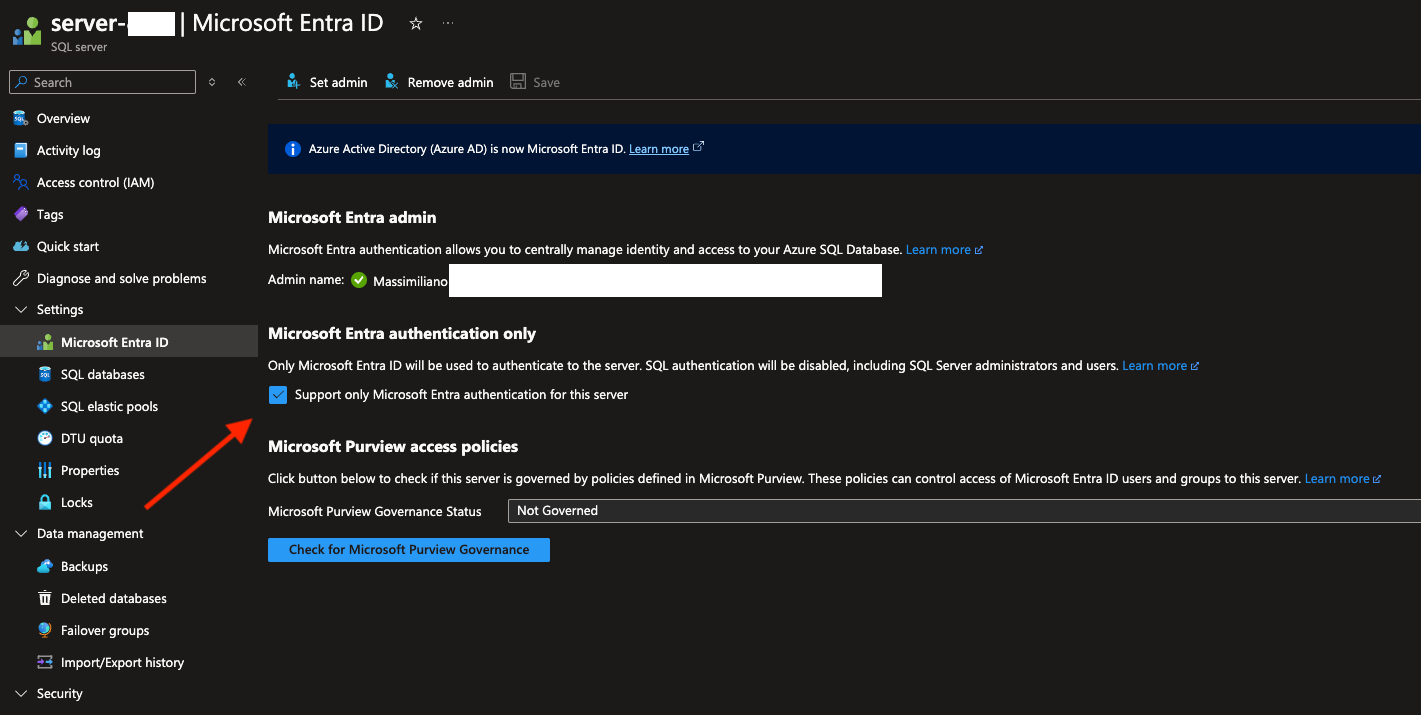 server- | Microsoft Entra ID
SQL server
Search
Set admin
Remove admin
Save
Overview
Activity log
Access control (IAM)
Tags
Quick start
Diagnose and solve problems
Settings
Microsoft Entra ID
SQL databases
SQL elastic pools
DTU quota
Properties
Locks
Data management
Backups
Deleted databases
Failover groups
Import/Export history
Security
Azure Active Directory (Azure AD) is now Microsoft Entra ID. Learn more
Microsoft Entra admin
Microsoft Entra authentication allows you to centrally manage identity and access to your Azure SQL Database. Learn more
Admin name: Massimiliano
Microsoft Entra authentication only
Only Microsoft Entra ID will be used to authenticate to the server. SQL authentication will be disabled, including SQL Server administrators and users. Learn more
Support only Microsoft Entra authentication for this server
Microsoft Purview access policies
Click button below to check if this server is governed by policies defined in Microsoft Purview. These policies can control access of Microsoft Entra ID users and groups to this server. Learn more
Microsoft Purview Governance Status
Not Governed
Check for Microsoft Purview Governance